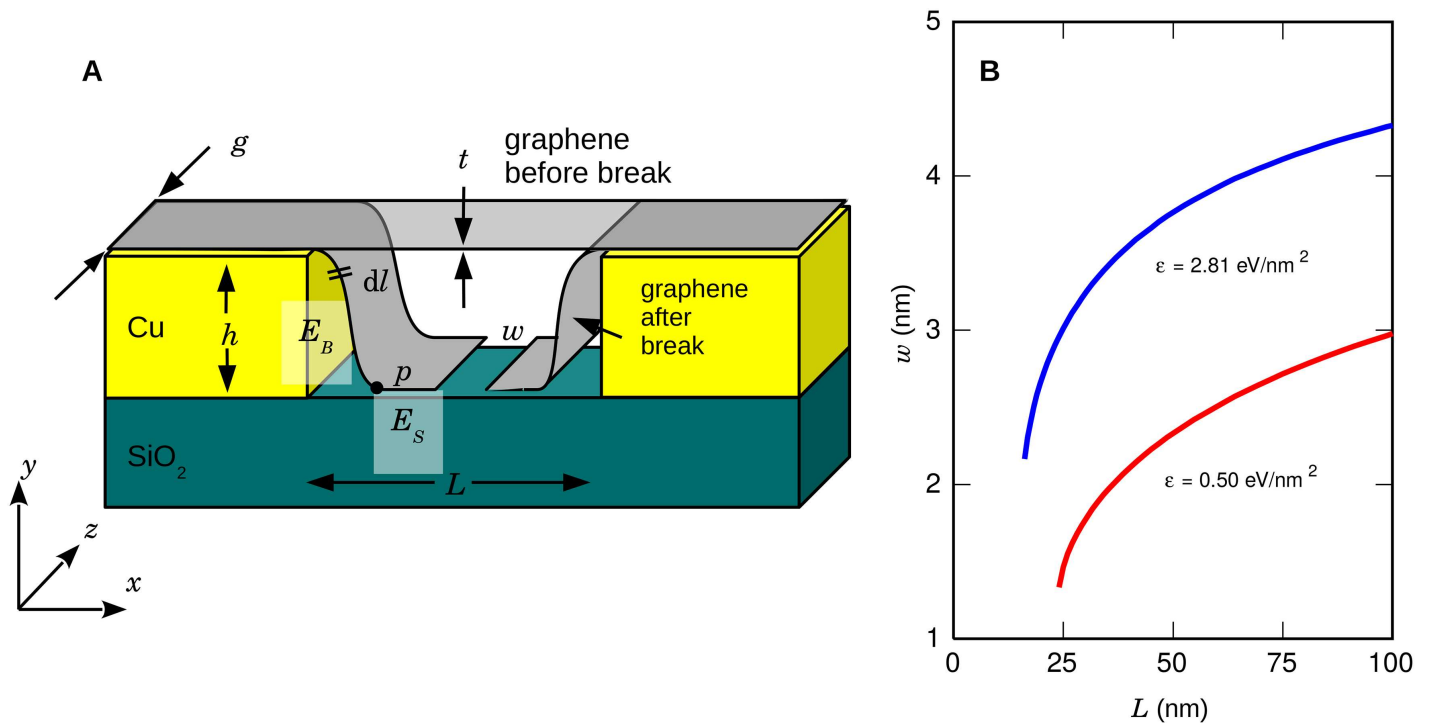 A
g
t
graphene
before break
dl
Cu
h
E_B
w
graphene
after
break
p
E_S
SiO₂
L
y
z
x
B
5
4
3
2
1
w (nm)
ε = 2.81 eV/nm ²
ε = 0.50 eV/nm ²
0 25 50 75 100
L (nm)